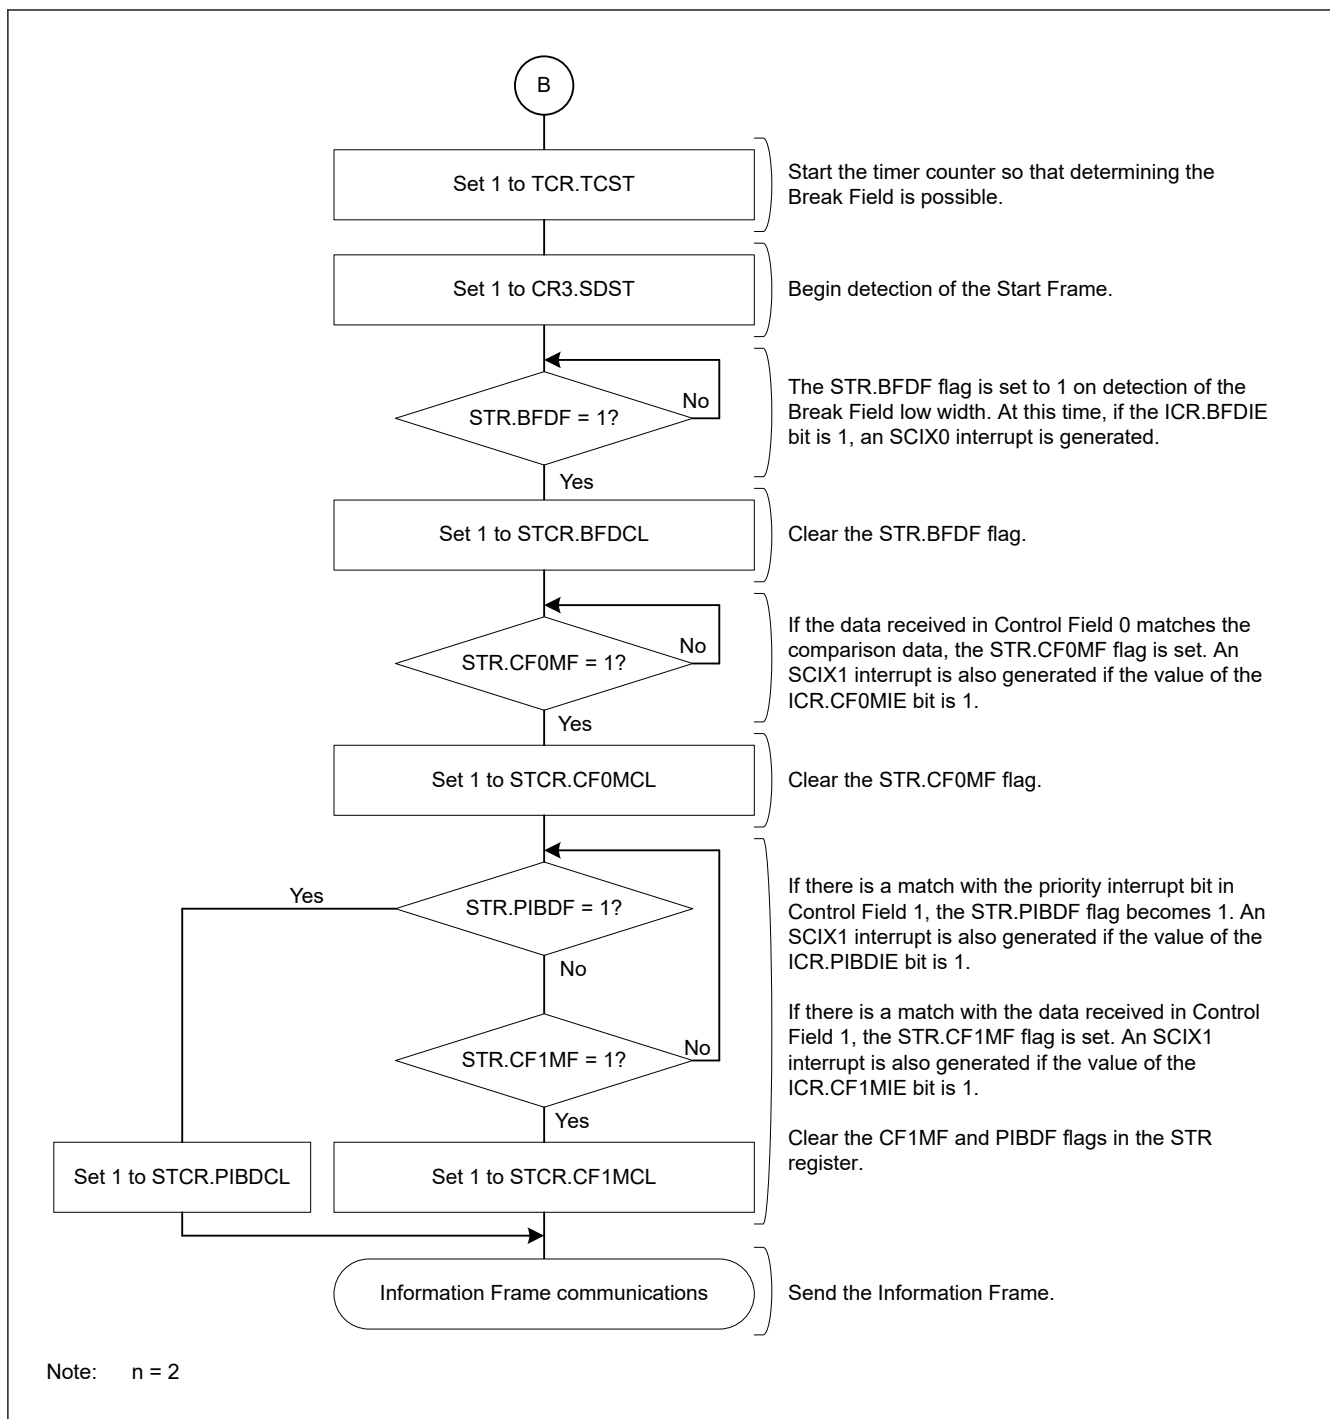 B
Set 1 to TCR.TCST
Start the timer counter so that determining the
Break Field is possible.
Set 1 to CR3.SDST
Begin detection of the Start Frame.
STR.BFDF = 1?
No
Yes
The STR.BFDF flag is set to 1 on detection of the
Break Field low width. At this time, if the ICR.BFDIE
bit is 1, an SCIX0 interrupt is generated.
Set 1 to STCR.BFDCL
Clear the STR.BFDF flag.
STR.CF0MF = 1?
No
Yes
If the data received in Control Field 0 matches the
comparison data, the STR.CF0MF flag is set. An
SCIX1 interrupt is also generated if the value of the
ICR.CF0MIE bit is 1.
Set 1 to STCR.CF0MCL
Clear the STR.CF0MF flag.
Yes
STR.PIBDF = 1?
No
If there is a match with the priority interrupt bit in
Control Field 1, the STR.PIBDF flag becomes 1. An
SCIX1 interrupt is also generated if the value of the
ICR.PIBDIE bit is 1.
STR.CF1MF = 1?
No
Yes
If there is a match with the data received in Control
Field 1, the STR.CF1MF flag is set. An SCIX1
interrupt is also generated if the value of the
ICR.CF1MIE bit is 1.
Set 1 to STCR.PIBDCL
Set 1 to STCR.CF1MCL
Clear the CF1MF and PIBDF flags in the STR
register.
Information Frame communications
Send the Information Frame.
Note: n = 2